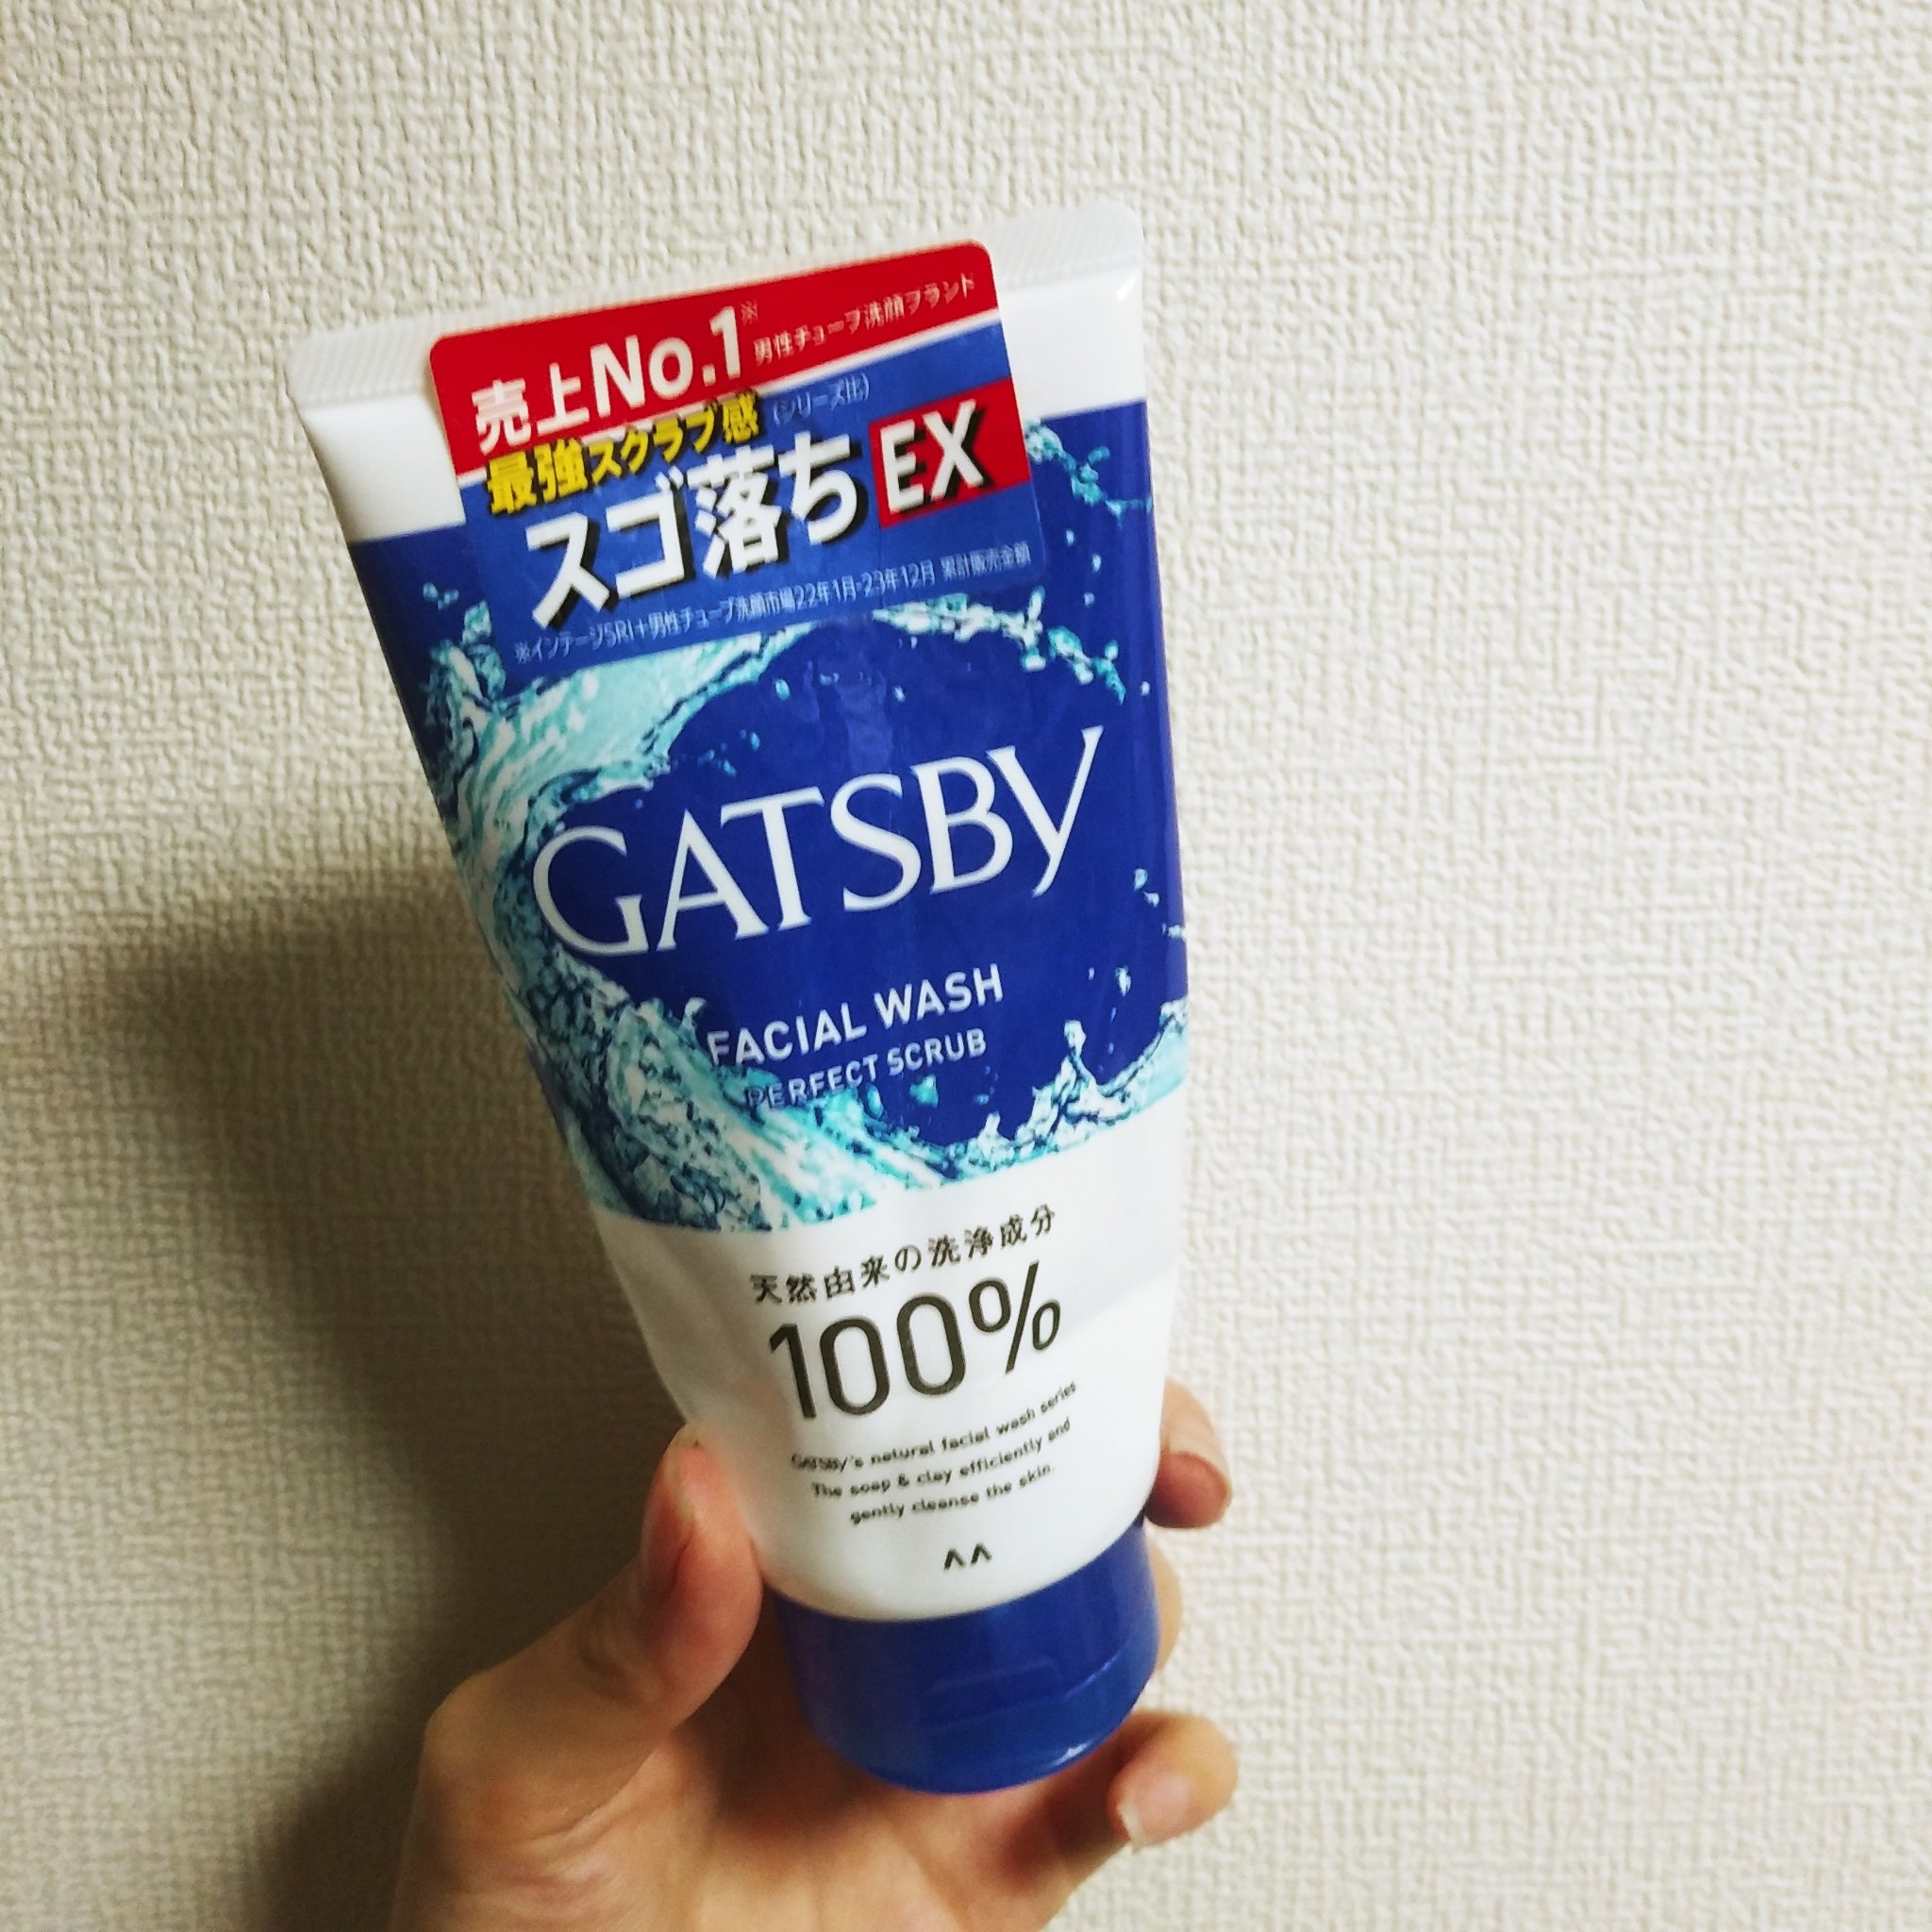 売上No.1※ 男性チューブ洗顔ブランド
最強スクラブ感 (シリーズ比)
スゴ落ち EX
※インテージSRI+男性チューブ洗顔市場22年1月-23年12月 累計販売金額
GATSBY
FACIAL WASH
PERFECT SCRUB
天然由来の洗浄成分
100%
GATSBY's natural facial wash series
The soap & clay efficiently and
gently cleanse the skin.